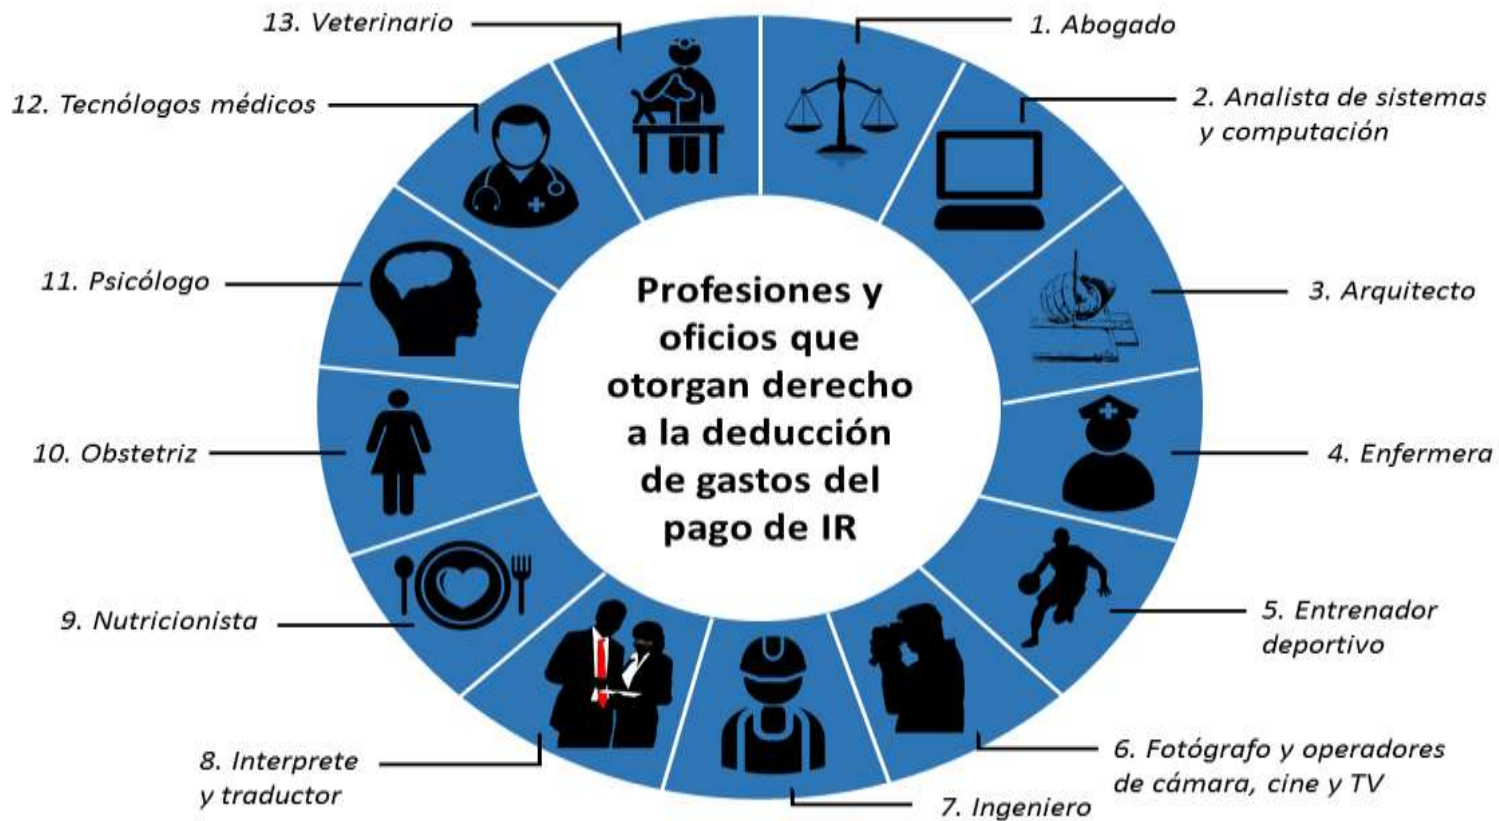 Profesiones y
oficios que
otorgan derecho
a la deducción
de gastos del
pago de IR
1. Abogado
2. Analista de sistemas
y computación
3. Arquitecto
4. Enfermera
5. Entrenador
deportivo
6. Fotógrafo y operadores
de cámara, cine y TV
7. Ingeniero
8. Interprete
y traductor
9. Nutricionista
10. Obstetriz
11. Psicólogo
12. Tecnólogos médicos
13. Veterinario